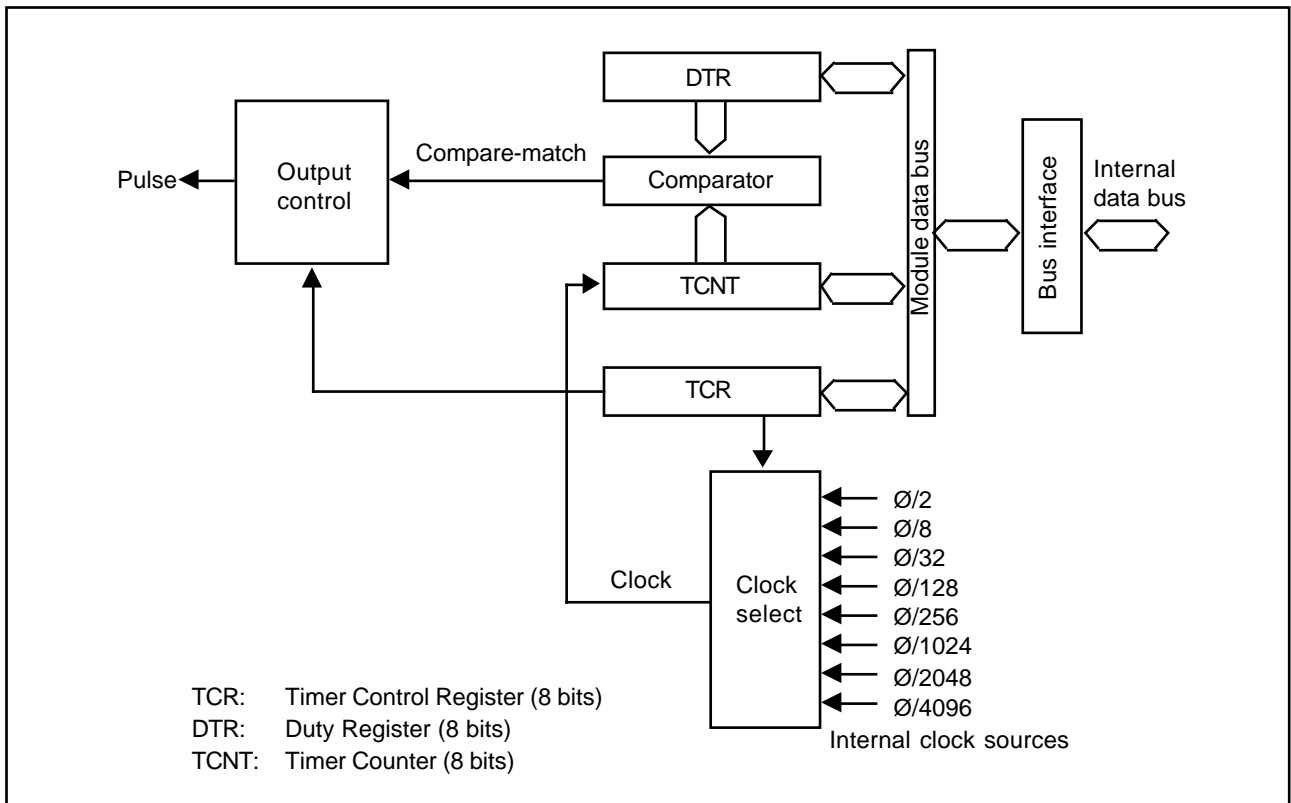 DTR
Compare-match
Pulse
Output
control
Comparator
Module data bus
Bus interface
Internal
data bus
TCNT
TCR
Clock
Clock
select
Ø/2
Ø/8
Ø/32
Ø/128
Ø/256
Ø/1024
Ø/2048
Ø/4096
Internal clock sources
TCR: Timer Control Register (8 bits)
DTR: Duty Register (8 bits)
TCNT: Timer Counter (8 bits)